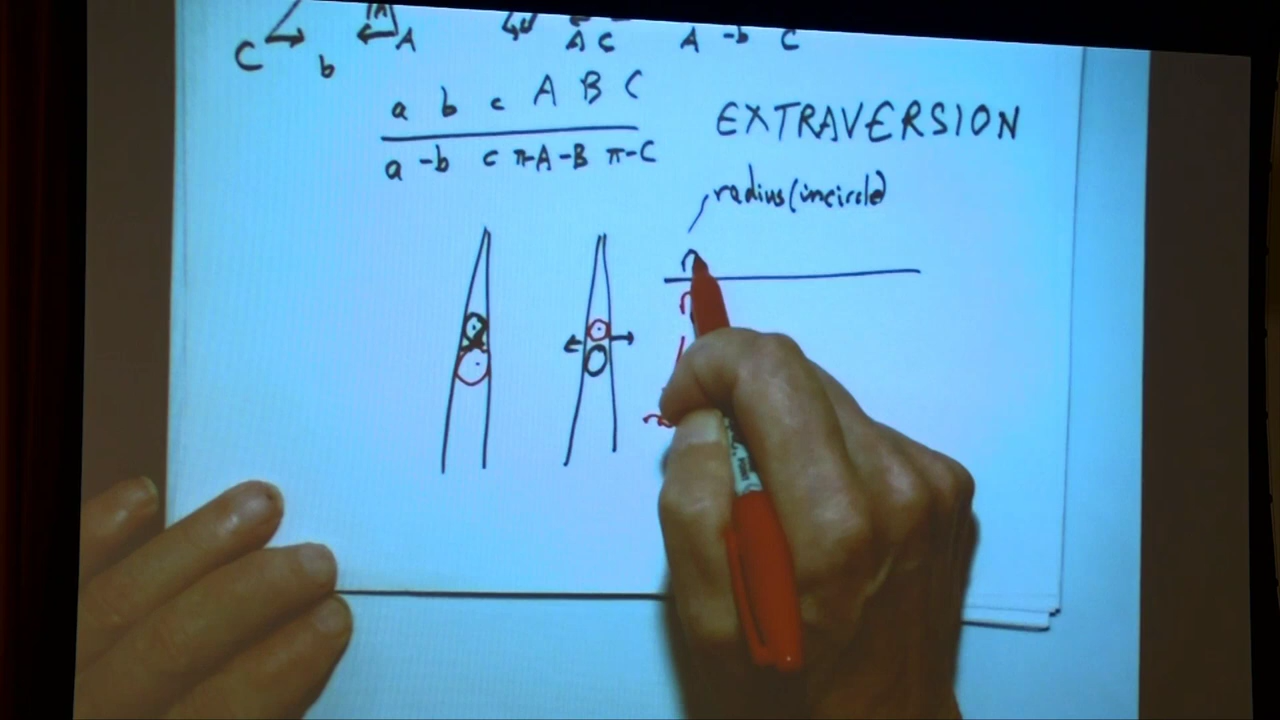 C b A A C A -b C
a b c A B C
EXTRAVERSION
a -b c π-A -B π-C
radius (incircle)
r
r